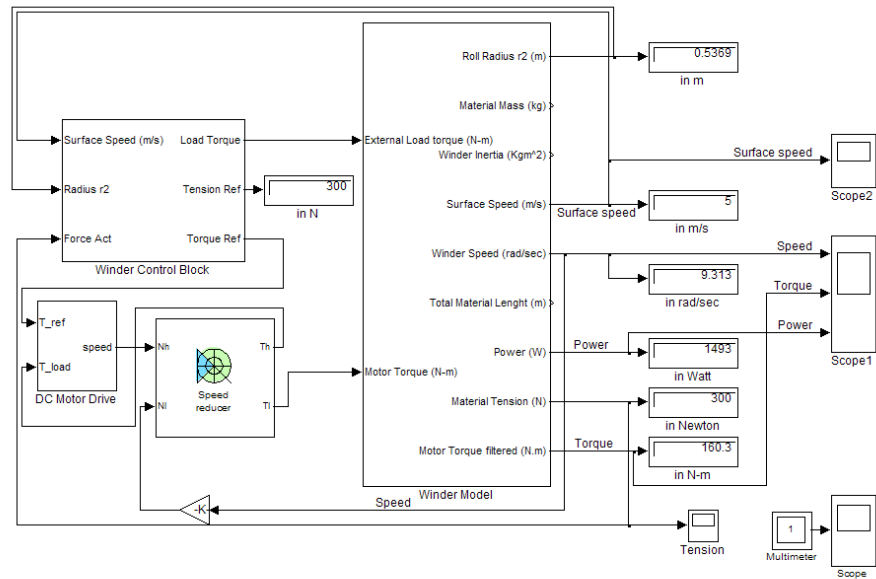 Surface Speed (m/s)
Load Torque
Radius r2
Tension Ref
Force Act
Torque Ref
Winder Control Block
300
in N
T_ref
speed
T_load
DC Motor Drive
Nh
Th
Nl
Tl
Speed
reducer
External Load torque (N-m)
Motor Torque (N-m)
Roll Radius r2 (m)
Material Mass (kg)
Winder Inertia (Kgm^2)
Surface Speed (m/s)
Winder Speed (rad/sec)
Total Material Lenght (m)
Power (W)
Material Tension (N)
Motor Torque filtered (N.m)
Winder Model
0.5369
in m
Surface speed
5
in m/s
9.313
in rad/sec
Power
1493
in Watt
300
in Newton
Torque
160.3
in N-m
Surface speed
Scope2
Speed
Torque
Power
Scope1
-K-
Speed
Tension
1
Multimeter
Scope